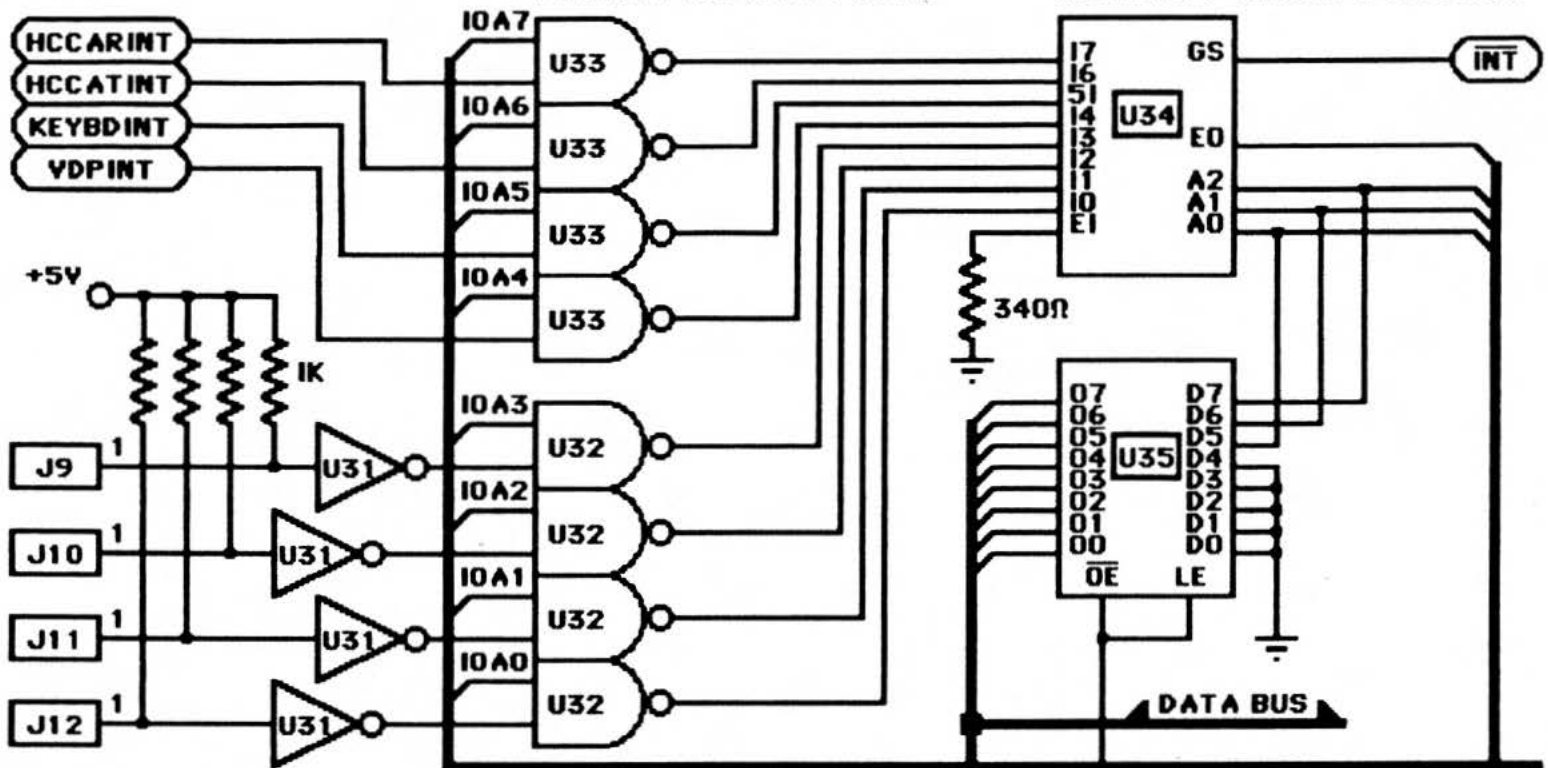 HCCARINT
HCCATINT
KEYBDINT
VDPINT
+5V
1K
J9
1
J10
1
J11
1
J12
1
U31
U31
U31
U31
IOA7
U33
IOA6
U33
IOA5
U33
IOA4
U33
IOA3
U32
IOA2
U32
IOA1
U32
IOA0
U32
I7
I6
5I
I4
I3
I2
I1
I0
EI
U34
GS
EO
A2
A1
A0
INT
340Ω
O7
O6
O5
O4
O3
O2
O1
O0
U35
D7
D6
D5
D4
D3
D2
D1
D0
OE
LE
DATA BUS